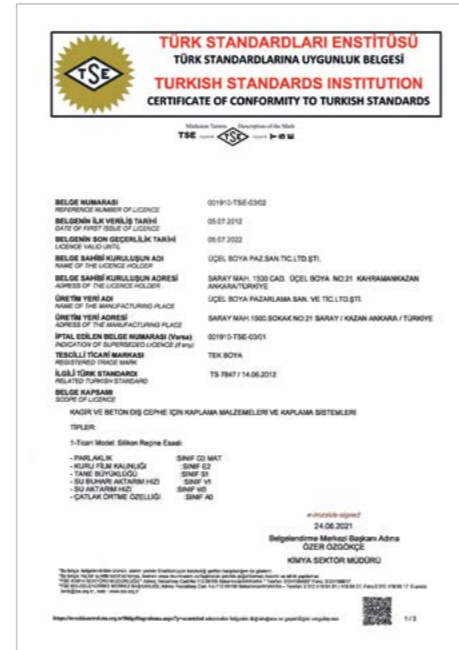 TÜRK STANDARDLARI ENSTİTÜSÜ
TÜRK STANDARDLARINA UYGUNLUK BELGESİ
TURKISH STANDARDS INSTITUTION
CERTIFICATE OF CONFORMITY TO TURKISH STANDARDS
TSE
Markanın Tanımı Description of the Mark
TSE TSE TSE
BELGE NUMARASI 001910-TSE-03/02
REFERENCE NUMBER OF LICENCE
BELGENİN İLK VERİLİŞ TARİHİ 05.07.2012
DATE OF FIRST ISSUE OF LICENCE
BELGENİN SON GEÇERLİLİK TARİHİ 05.07.2022
LICENCE VALID UNTIL
BELGE SAHİBİ KURULUŞUN ADI ÜÇEL BOYA PAZ.SAN.TİC.LTD.ŞTİ.
NAME OF THE LICENCE HOLDER
BELGE SAHİBİ KURULUŞUN ADRESİ SARAY MAH. 1500 CAD. ÜÇEL BOYA NO:21 KAHRAMANKAZAN
ADRESS OF THE LICENCE HOLDER ANKARA/TÜRKİYE
ÜRETİM YERİ ADI ÜÇEL BOYA PAZARLAMA SAN. VE TİC.LTD.ŞTİ.
NAME OF THE MANUFACTURING PLACE
ÜRETİM YERİ ADRESİ SARAY MAH.1500.SOKAK NO:21 SARAY / KAZAN ANKARA / TÜRKİYE
ADRESS OF THE MANUFACTURING PLACE
İPTAL EDİLEN BELGE NUMARASI (Varsa) 001910-TSE-03/01
INDICATION OF SUPERSEDED LICENCE (if any)
TESCİLLİ TİCARİ MARKASI TEK BOYA
REGISTERED TRADE MARK
İLGİLİ TÜRK STANDARDI TS 7847 / 14.06.2012
RELATED TURKISH STANDARD
BELGE KAPSAMI
SCOPE OF LICENCE
KAGİR VE BETON DIŞ CEPHE İÇİN KAPLAMA MALZEMELERİ VE KAPLAMA SİSTEMLERİ
TİPLER:
1-Ticari Model: Silikon Reçine Esaslı
- PARLAKLIK :SINIF G3 MAT
- KURU FİLM KALINLIĞI :SINIF E2
- TANE BÜYÜKLÜĞÜ :SINIF S1
- SU BUHARI AKTARIM HIZI :SINIF V1
- SU AKTARIM HIZI :SINIF W3
- ÇATLAK ÖRTME ÖZELLİĞİ :SINIF A0
e-imzalıdır/e-signed
24.06.2021
Belgelendirme Merkezi Başkanı Adına
ÖZER ÖZGÖKÇE
KİMYA SEKTÖR MÜDÜRÜ
1/3